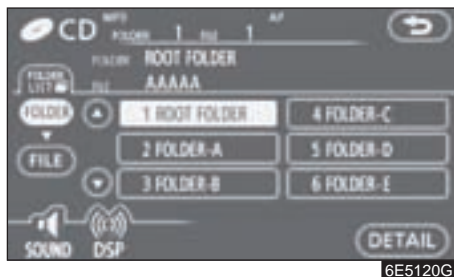 CD FOLDER 1 FILE 1
FOLDER ROOT FOLDER
FILE AAAAA
FOLDER LIST
FOLDER
FILE
1 ROOT FOLDER
2 FOLDER-A
3 FOLDER-B
4 FOLDER-C
5 FOLDER-D
6 FOLDER-E
SOUND DSP
DETAIL
6E5120G